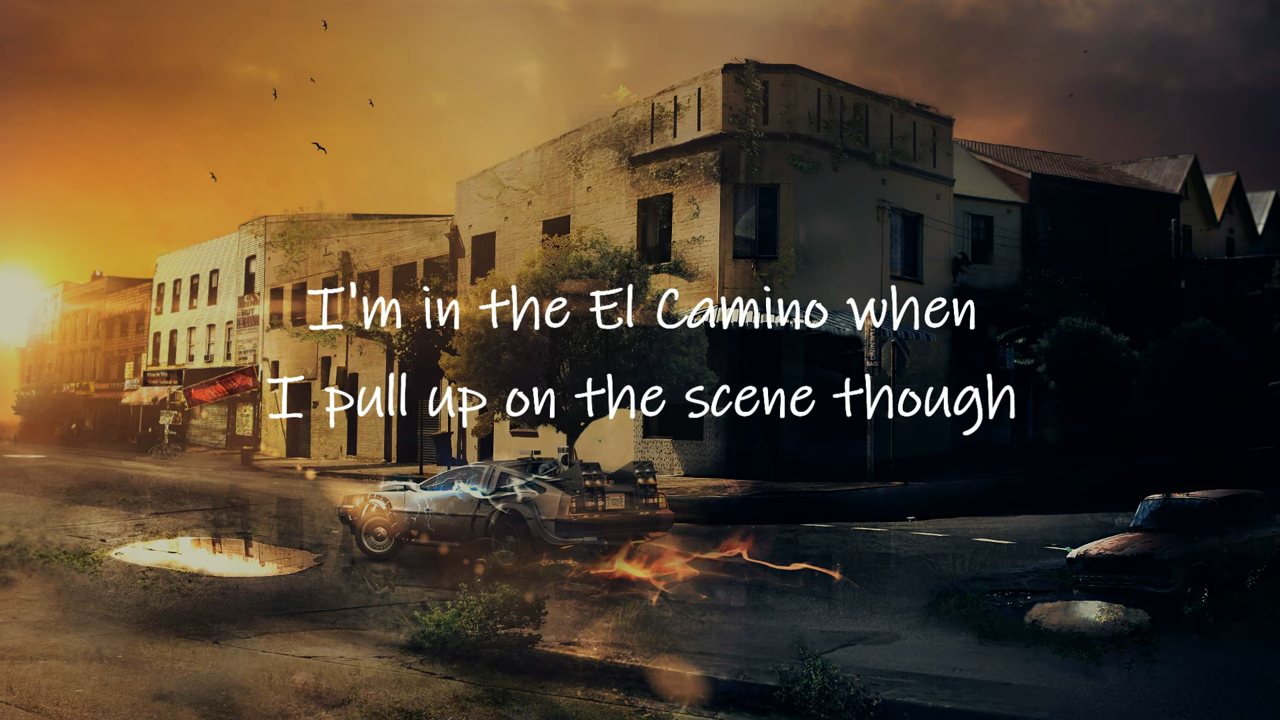 I'm in the El Camino when
I pull up on the scene though